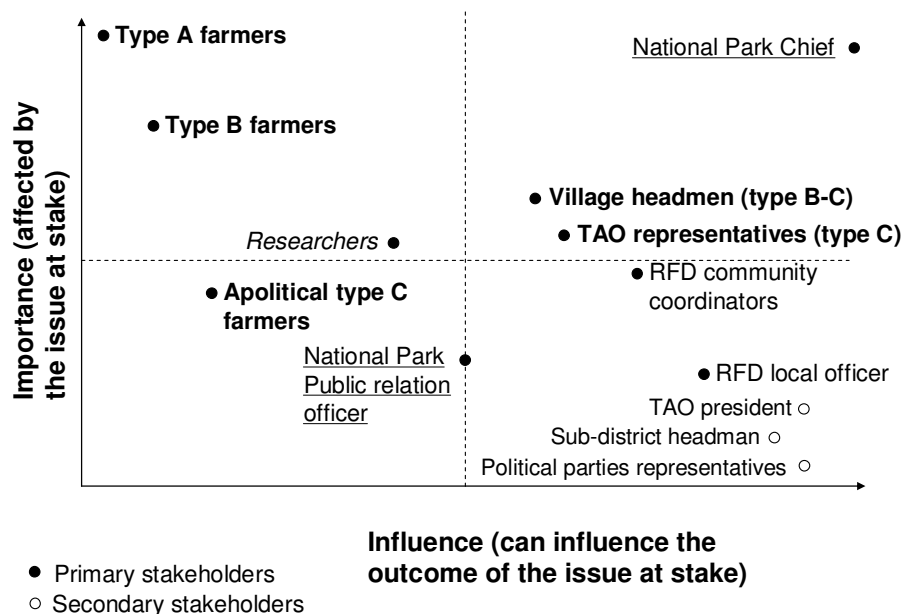 Type A farmers
National Park Chief
Type B farmers
Village headmen (type B-C)
TAO representatives (type C)
Researchers
RFD community
coordinators
Apolitical type C
farmers
National Park
Public relation
officer
RFD local officer
TAO president
Sub-district headman
Political parties representatives
Importance (affected by
the issue at stake)
Influence (can influence the
outcome of the issue at stake)
Primary stakeholders
Secondary stakeholders